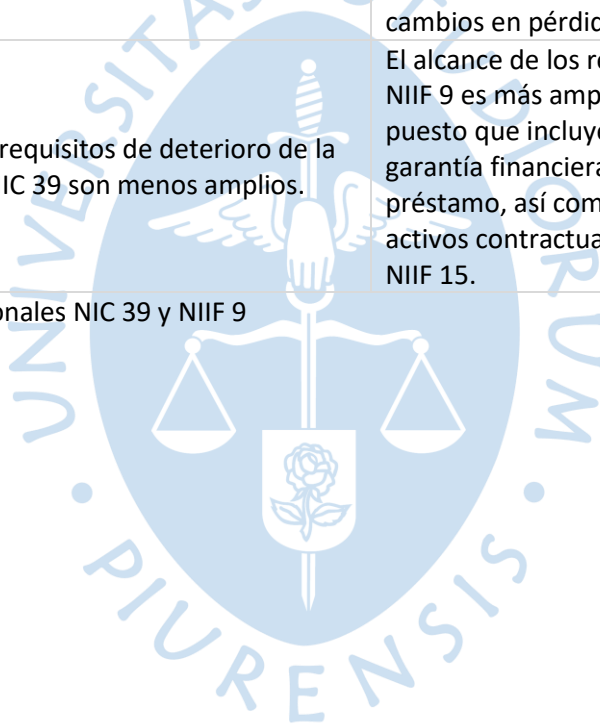 cambios en pérdid
El alcance de los re
NIIF 9 es más amp
puesto que incluye
requisitos de deterioro de la
garantía financiera
IC 39 son menos amplios.
préstamo, así com
activos contractua
NIIF 15.
onales NIC 39 y NIIF 9
UNIVERSITAS STUDIORUM
PIURENSIS